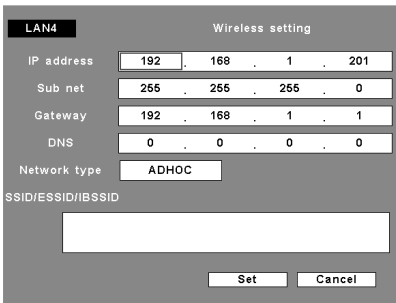 LAN4 Wireless setting
IP address 192 . 168 . 1 . 201
Sub net 255 . 255 . 255 . 0
Gateway 192 . 168 . 1 . 1
DNS 0 . 0 . 0 . 0
Network type ADHOC
SSID/ESSID/IBSSID
Set Cancel